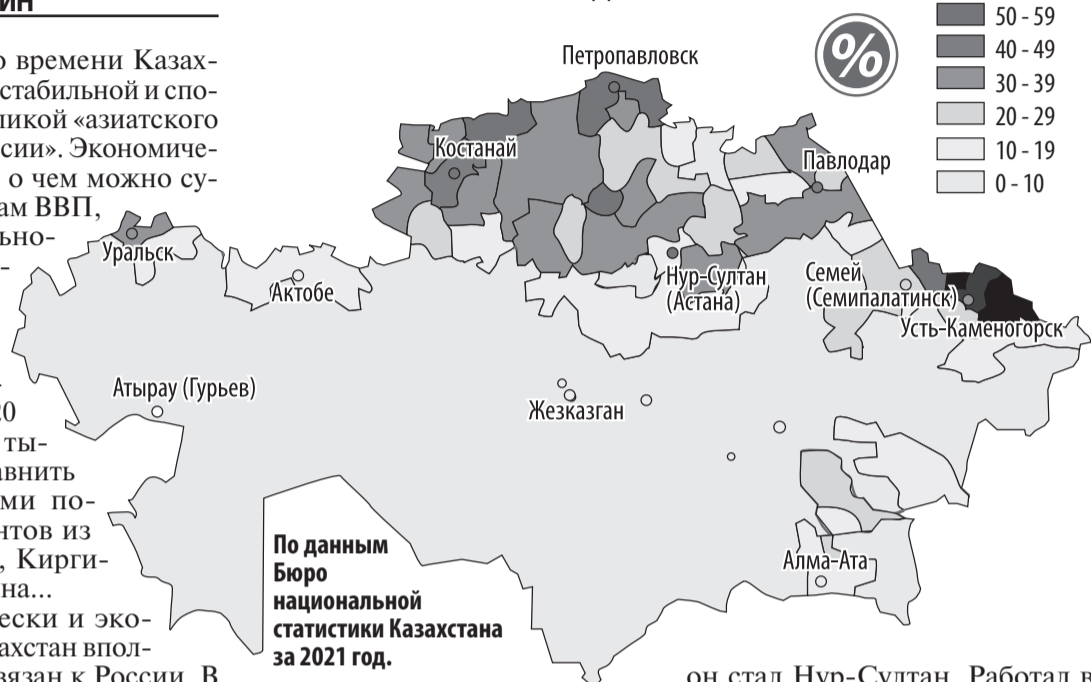 о времени Казах-
стабильной и спо-
ликой «азиатского
сии». Экономиче-
о чем можно су-
ам ВВП,
ьно-
20
ты-
авнить
ми по-
нтов из
, Кирги-
на...
ески и эко-
ахстан впол-
вязан к России. В
%
50 - 59
40 - 49
30 - 39
20 - 29
10 - 19
0 - 10
Петропавловск
Костанай
Павлодар
Уральск
Актобе
Нур-Султан
(Астана)
Семей
(Семипалатинск)
Усть-Каменогорск
Атырау (Гурьев)
Жезказган
Алма-Ата
По данным
Бюро
национальной
статистики Казахстана
за 2021 год.
он стал Нур-Султан. Работал в